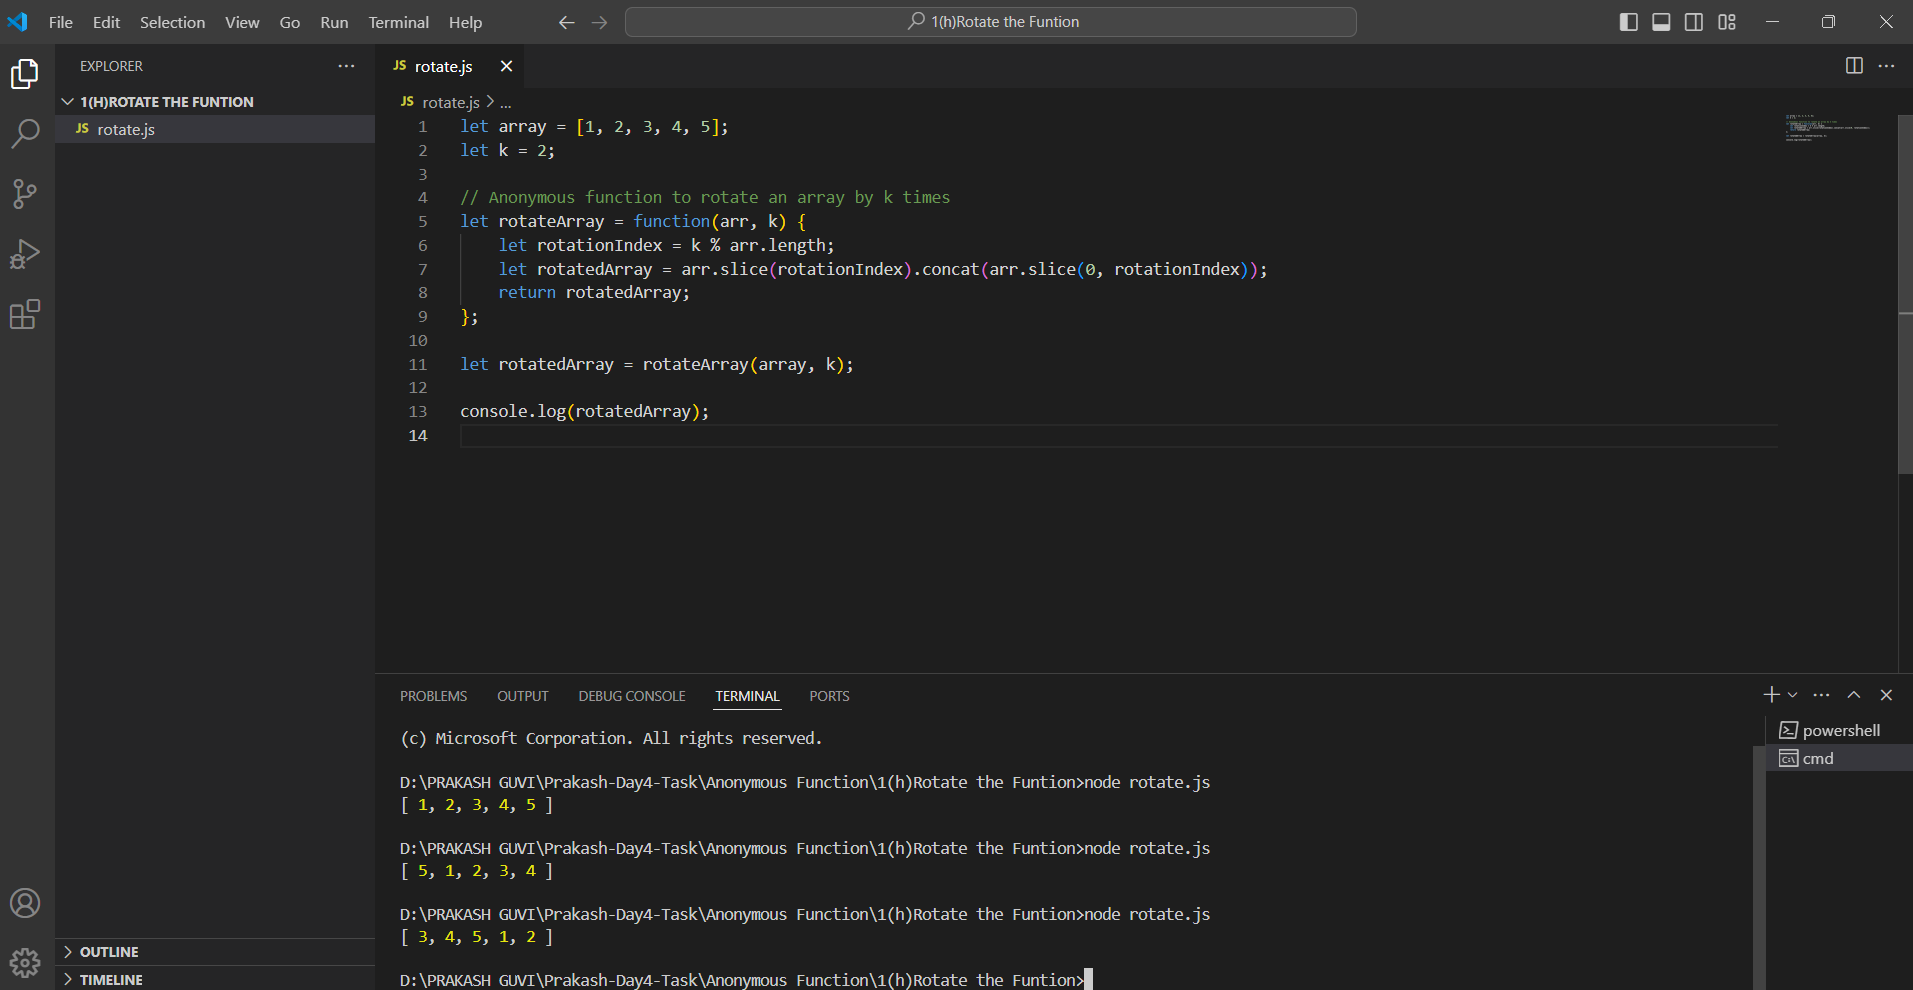 File Edit Selection View Go Run Terminal Help
1(h)Rotate the Funtion
EXPLORER
1(H)ROTATE THE FUNTION
JS rotate.js
OUTLINE
TIMELINE
JS rotate.js
JS rotate.js > ...
1 let array = [1, 2, 3, 4, 5];
2 let k = 2;
3
4 // Anonymous function to rotate an array by k times
5 let rotateArray = function(arr, k) {
6     let rotationIndex = k % arr.length;
7     let rotatedArray = arr.slice(rotationIndex).concat(arr.slice(0, rotationIndex));
8     return rotatedArray;
9 };
10
11 let rotatedArray = rotateArray(array, k);
12
13 console.log(rotatedArray);
14
PROBLEMS OUTPUT DEBUG CONSOLE TERMINAL PORTS
(c) Microsoft Corporation. All rights reserved.
D:\PRAKASH GUVI\Prakash-Day4-Task\Anonymous Function\1(h)Rotate the Funtion>node rotate.js
[ 1, 2, 3, 4, 5 ]
D:\PRAKASH GUVI\Prakash-Day4-Task\Anonymous Function\1(h)Rotate the Funtion>node rotate.js
[ 5, 1, 2, 3, 4 ]
D:\PRAKASH GUVI\Prakash-Day4-Task\Anonymous Function\1(h)Rotate the Funtion>node rotate.js
[ 3, 4, 5, 1, 2 ]
D:\PRAKASH GUVI\Prakash-Day4-Task\Anonymous Function\1(h)Rotate the Funtion>
powershell
cmd